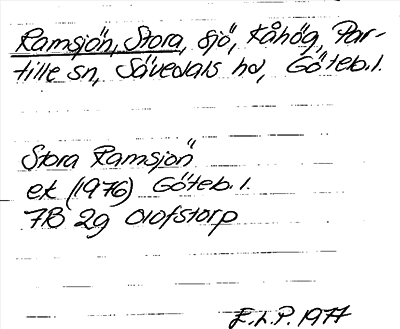 Ramsjön, Stora, sjö, Kåhög, Par-
tille sn, Sävedals hd, Göteb. l.
Stora Ramsjön
ek (1976) Göteb. l.
7B 2g Olofstorp
E.L.P. 1977